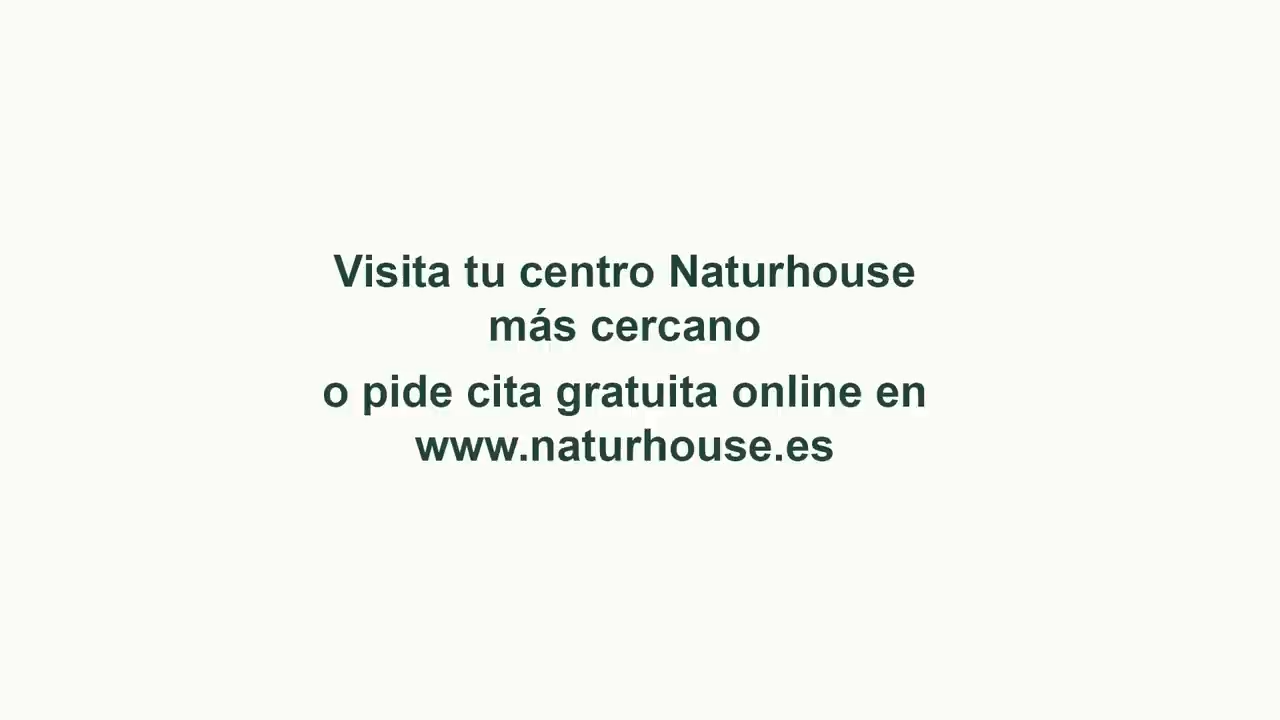 Visita tu centro Naturhouse
más cercano
o pide cita gratuita online en
www.naturhouse.es